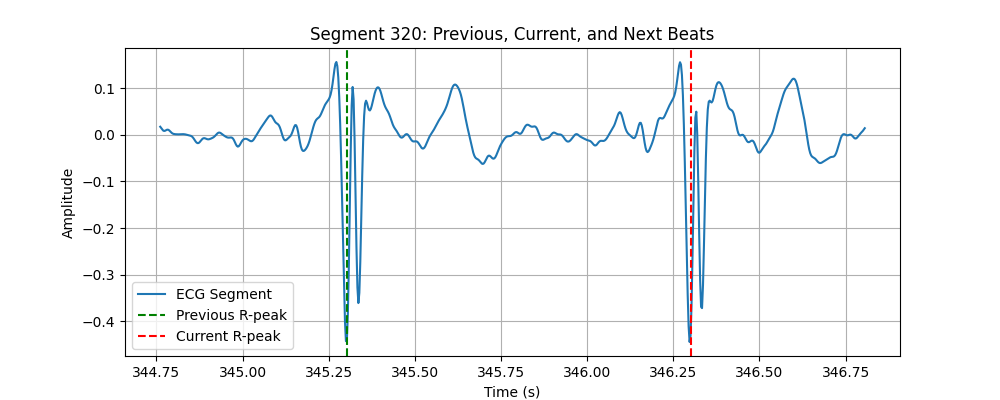 Segment 320: Previous, Current, and Next Beats
Amplitude
0.1
0.0
−0.1
−0.2
−0.3
−0.4
ECG Segment
Previous R-peak
Current R-peak
344.75 345.00 345.25 345.50 345.75 346.00 346.25 346.50 346.75
Time (s)